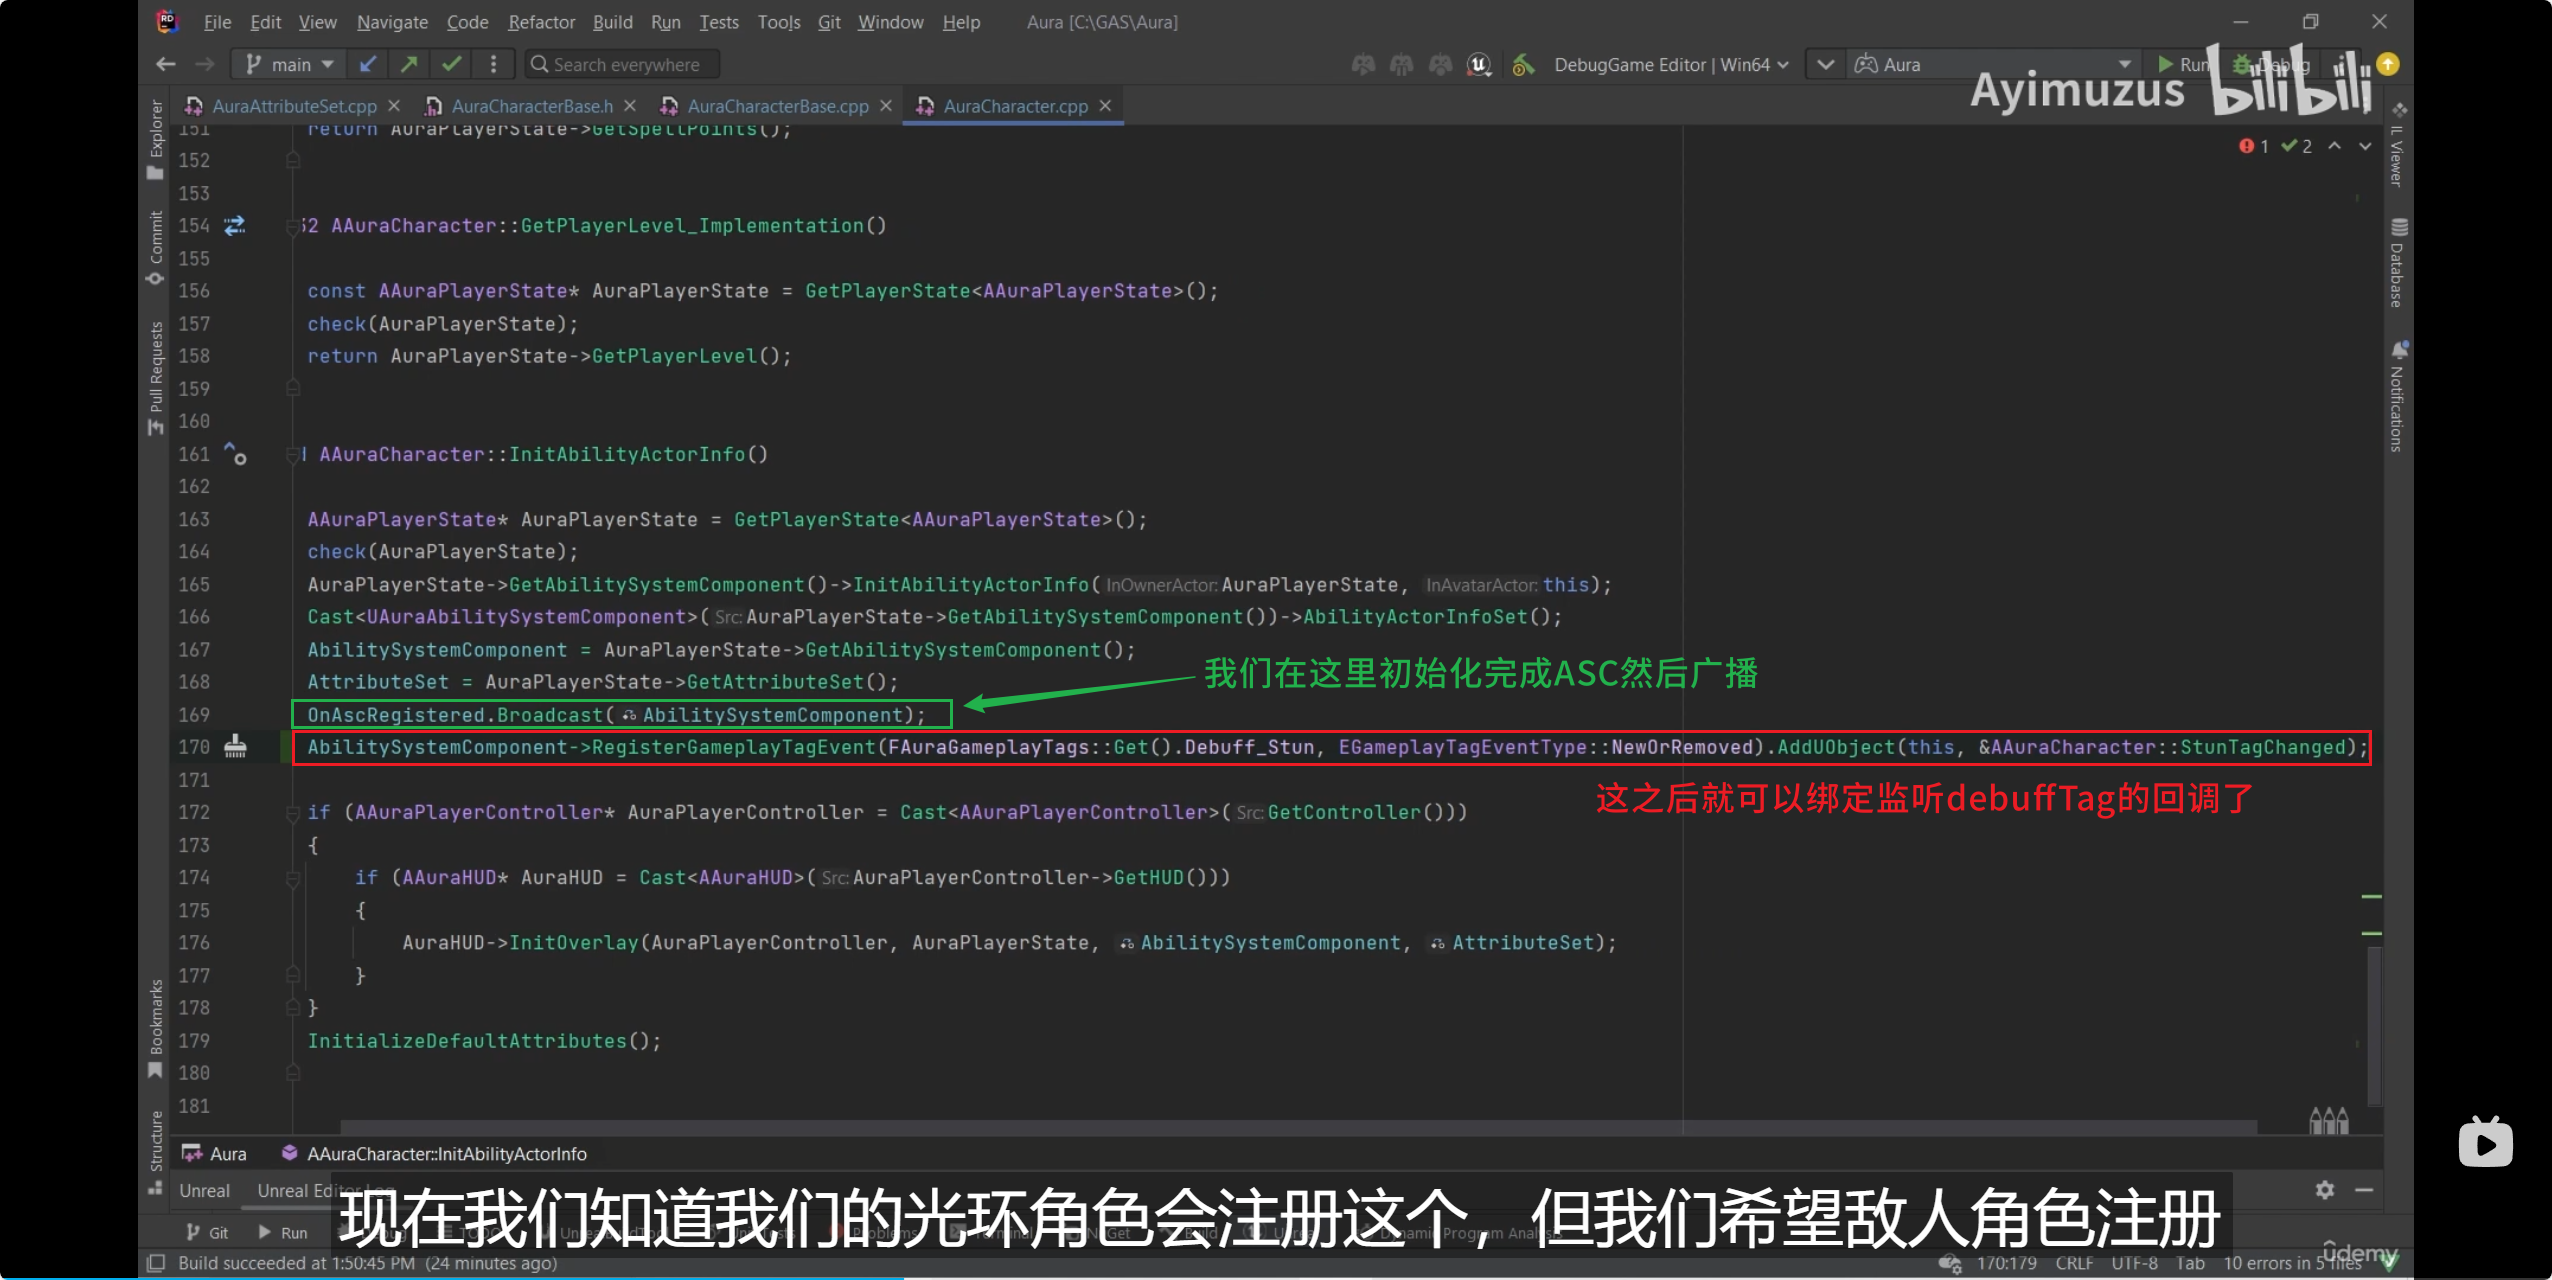 File Edit View Navigate Code Refactor Build Run Tests Tools Git Window Help Aura [C:\GAS\Aura]
main Search everywhere DebugGame Editor | Win64 Aura Run Debug
Ayimuzus bilibili
AuraAttributeSet.cpp AuraCharacterBase.h AuraCharacterBase.cpp AuraCharacter.cpp
Explorer
Commit
Pull Requests
Bookmarks
Structure
IL Viewer
Database
Notifications
1 2
151 return AuraPlayerState->GetSpellPoints();
152
153
154 32 AAuraCharacter::GetPlayerLevel_Implementation()
155
156 const AAuraPlayerState* AuraPlayerState = GetPlayerState<AAuraPlayerState>();
157 check(AuraPlayerState);
158 return AuraPlayerState->GetPlayerLevel();
159
160
161 AAuraCharacter::InitAbilityActorInfo()
162
163 AAuraPlayerState* AuraPlayerState = GetPlayerState<AAuraPlayerState>();
164 check(AuraPlayerState);
165 AuraPlayerState->GetAbilitySystemComponent()->InitAbilityActorInfo(InOwnerActor:AuraPlayerState, InAvatarActor:this);
166 Cast<UAuraAbilitySystemComponent>(Src:AuraPlayerState->GetAbilitySystemComponent())->AbilityActorInfoSet();
167 AbilitySystemComponent = AuraPlayerState->GetAbilitySystemComponent();
我们在这里初始化完成ASC然后广播
168 AttributeSet = AuraPlayerState->GetAttributeSet();
169 OnAscRegistered.Broadcast(AbilitySystemComponent);
170 AbilitySystemComponent->RegisterGameplayTagEvent(FAuraGameplayTags::Get().Debuff_Stun, EGameplayTagEventType::NewOrRemoved).AddUObject(this, &AAuraCharacter::StunTagChanged);
171
这之后就可以绑定监听debuffTag的回调了
172 if (AAuraPlayerController* AuraPlayerController = Cast<AAuraPlayerController>(Src:GetController()))
173 {
174 if (AAuraHUD* AuraHUD = Cast<AAuraHUD>(Src:AuraPlayerController->GetHUD()))
175 {
176 AuraHUD->InitOverlay(AuraPlayerController, AuraPlayerState, AbilitySystemComponent, AttributeSet);
177 }
178 }
179 InitializeDefaultAttributes();
180
181
Aura AAuraCharacter::InitAbilityActorInfo
Unreal Unreal Editor Log
现在我们知道我们的光环角色会注册这个，但我们希望敌人角色注册
Git Run
Build succeeded at 1:50:45 PM (24 minutes ago) 170:179 CRLF UTF-8 Tab 10 errors in 5 files
ûdemy